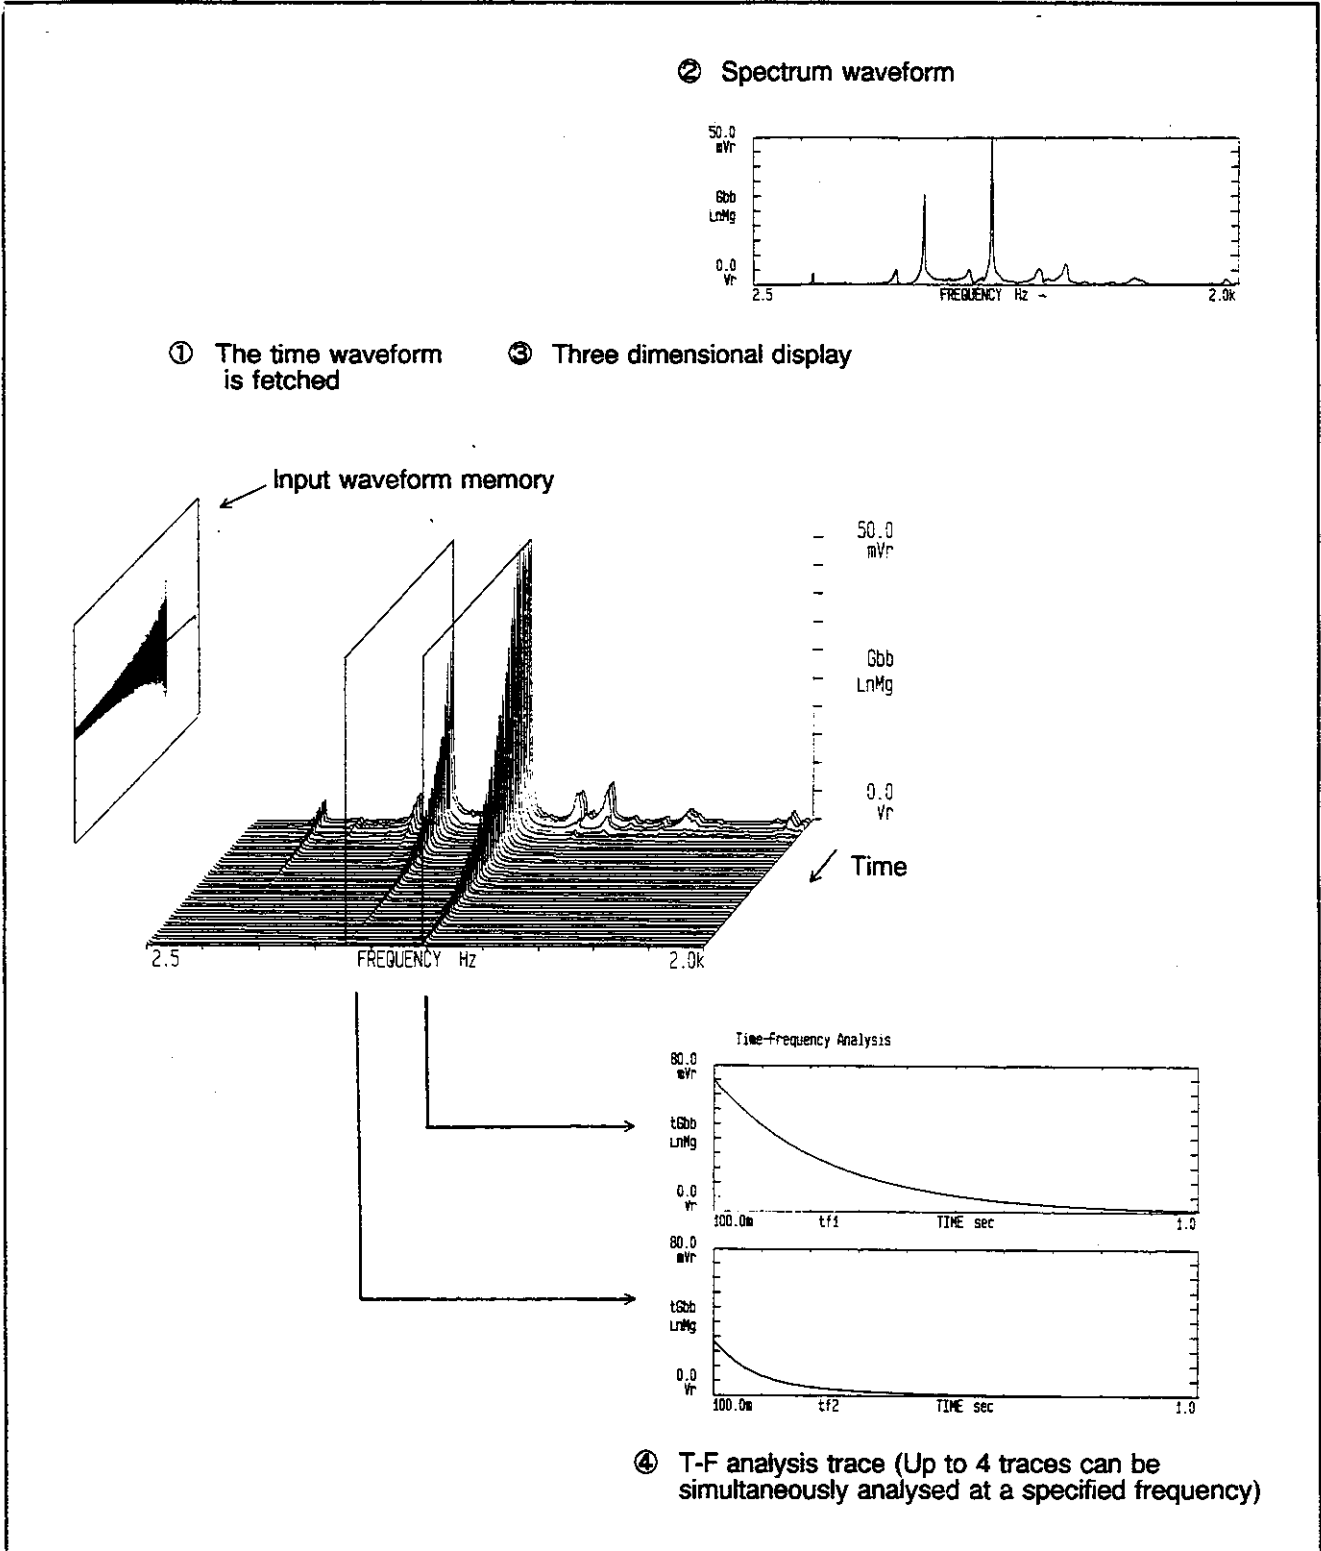 ② Spectrum waveform
50.0
mVr
Gbb
LnMg
0.0
Vr
2.5 FREQUENCY Hz 2.0k
① The time waveform
is fetched
③ Three dimensional display
Input waveform memory
50.0
mVr
Gbb
LnMg
0.0
Vr
Time
2.5 FREQUENCY Hz 2.0k
Time-Frequency Analysis
80.0
mVr
tGbb
LnMg
0.0
Vr
100.0m tf1 TIME sec 1.0
80.0
mVr
tGbb
LnMg
0.0
Vr
100.0m tf2 TIME sec 1.0
④ T-F analysis trace (Up to 4 traces can be
simultaneously analysed at a specified frequency)